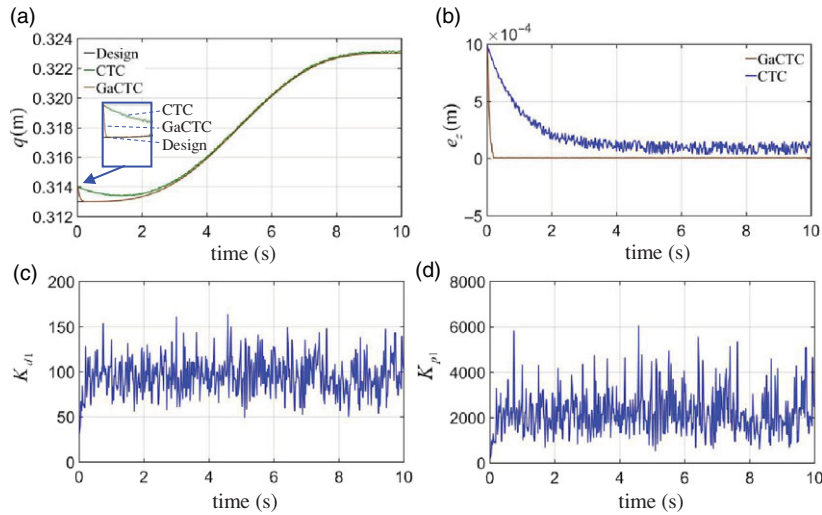 (a)
0.324
0.322
0.3220
0.3180
0.316
0.314
0.312
q(m)
Design
CTC
GaCTC
CTC
GaCTC
Design
0 2 4 6 8 10
time (s)
(b)
×10⁻⁴
10
5
0
−5
e_z (m)
GaCTC
CTC
0 2 4 6 8 10
time (s)
(c)
200
150
100
50
0
K_d1
0 2 4 6 8 10
time (s)
(d)
8000
6000
4000
2000
0
K_p1
0 2 4 6 8 10
time (s)